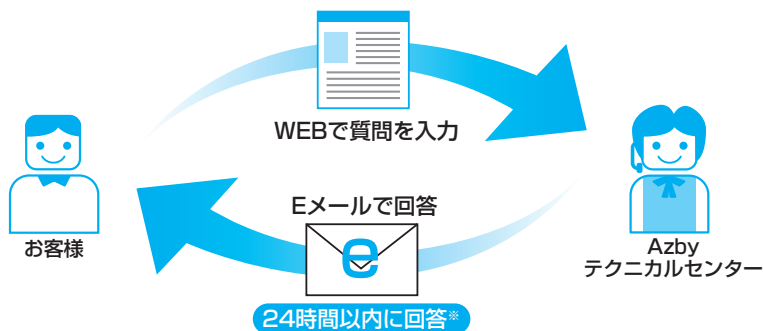 WEBで質問を入力
Eメールで回答
e
24時間以内に回答※
お客様
Azby
テクニカルセンター